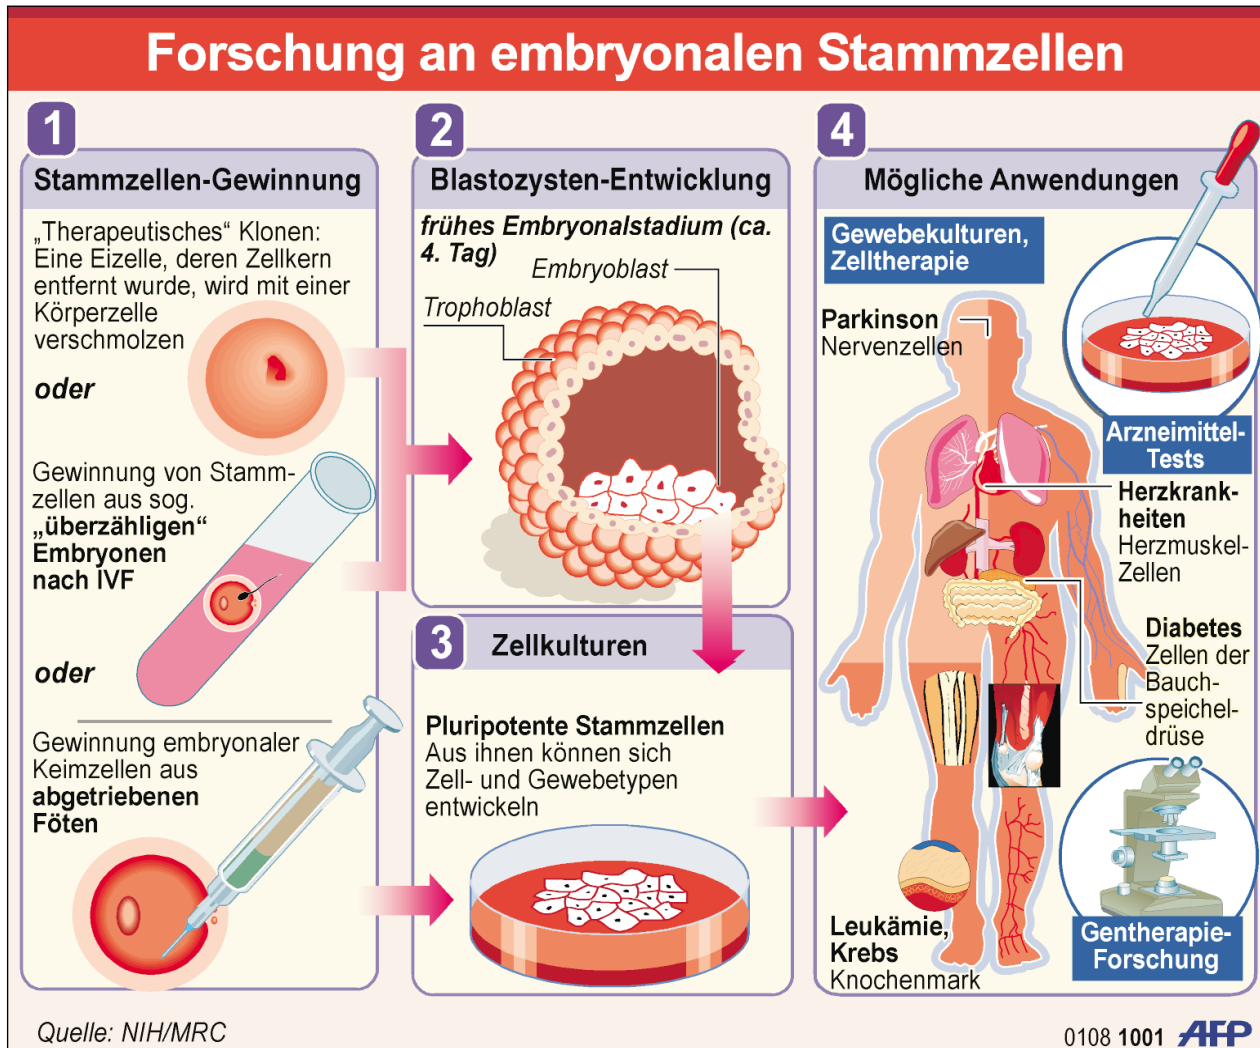 Forschung an embryonalen Stammzellen
1
Stammzellen-Gewinnung
„Therapeutisches“ Klonen:
Eine Eizelle, deren Zellkern
entfernt wurde, wird mit einer
Körperzelle
verschmolzen
oder
Gewinnung von Stamm-
zellen aus sog.
„überzähligen“
Embryonen
nach IVF
oder
Gewinnung embryonaler
Keimzellen aus
abgetriebenen
Föten
2
Blastozysten-Entwicklung
frühes Embryonalstadium (ca.
4. Tag)
Embryoblast
Trophoblast
3
Zellkulturen
Pluripotente Stammzellen
Aus ihnen können sich
Zell- und Gewebetypen
entwickeln
4
Mögliche Anwendungen
Gewebekulturen,
Zelltherapie
Parkinson
Nervenzellen
Arzneimittel-
Tests
Herzkrank-
heiten
Herzmuskel-
Zellen
Diabetes
Zellen der
Bauch-
speichel-
drüse
Leukämie,
Krebs
Knochenmark
Gentherapie-
Forschung
Quelle: NIH/MRC
0108 1001 AFP